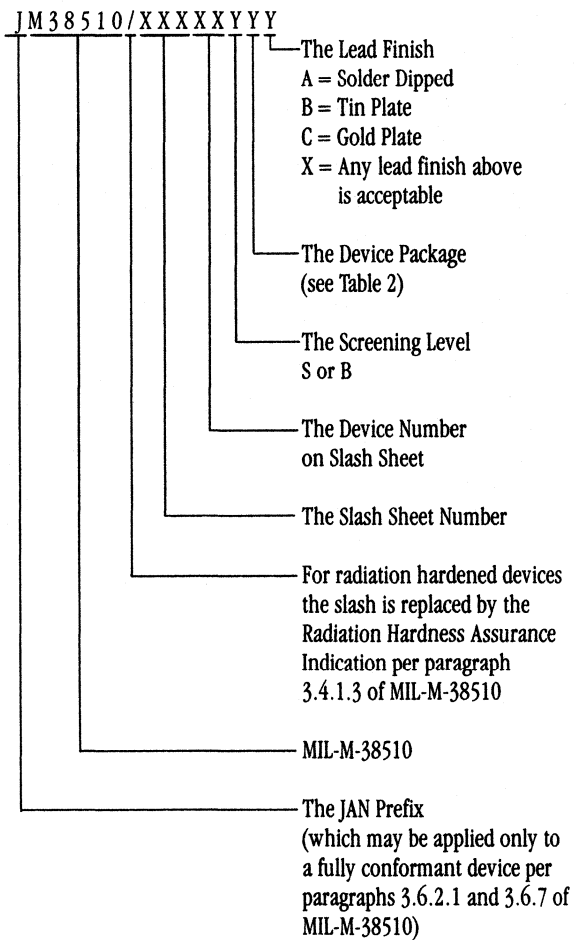 JM38510/XXXXXYYY
The Lead Finish
A = Solder Dipped
B = Tin Plate
C = Gold Plate
X = Any lead finish above
is acceptable
The Device Package
(see Table 2)
The Screening Level
S or B
The Device Number
on Slash Sheet
The Slash Sheet Number
For radiation hardened devices
the slash is replaced by the
Radiation Hardness Assurance
Indication per paragraph
3.4.1.3 of MIL-M-38510
MIL-M-38510
The JAN Prefix
(which may be applied only to
a fully conformant device per
paragraphs 3.6.2.1 and 3.6.7 of
MIL-M-38510)